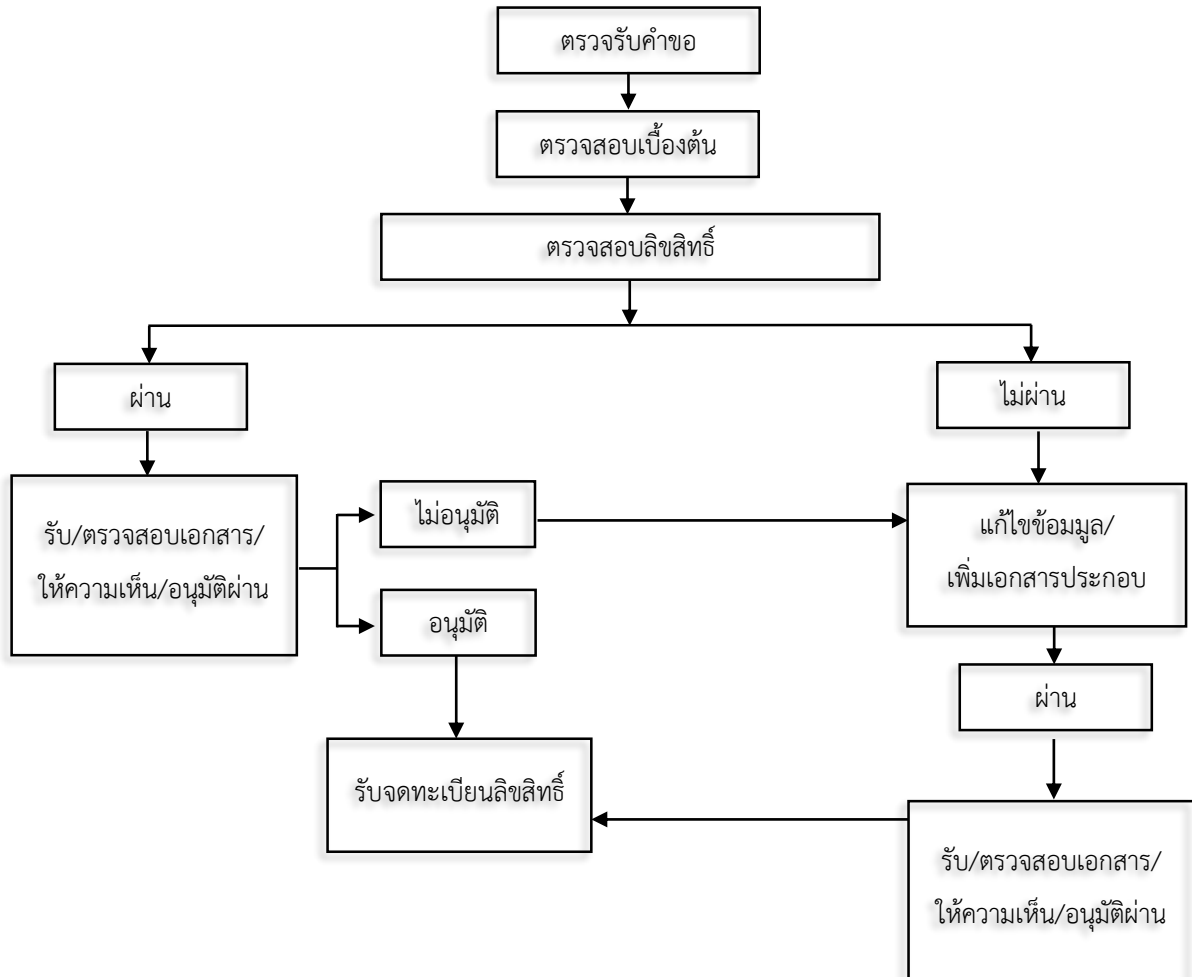 ตรวจรับคำขอ
ตรวจสอบเบื้องต้น
ตรวจสอบลิขสิทธิ์
ผ่าน
ไม่ผ่าน
รับ/ตรวจสอบเอกสาร/
ให้ความเห็น/อนุมัติผ่าน
ไม่อนุมัติ
อนุมัติ
แก้ไขข้อมมูล/
เพิ่มเอกสารประกอบ
ผ่าน
รับจดทะเบียนลิขสิทธิ์
รับ/ตรวจสอบเอกสาร/
ให้ความเห็น/อนุมัติผ่าน